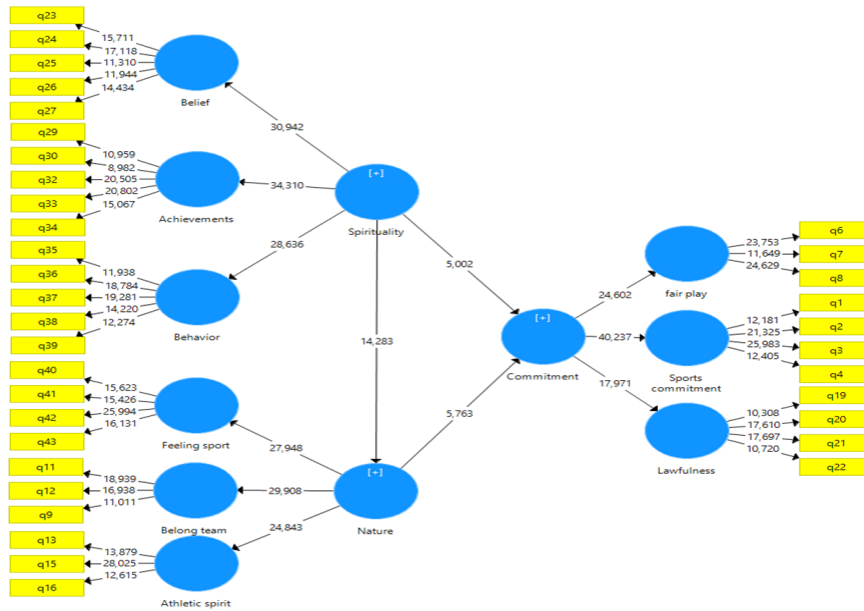 q23
q24
q25
q26
q27
15,711
17,118
11,310
11,944
14,434
Belief
q29
q30
q32
q33
q34
10,959
8,982
20,505
20,802
15,067
Achievements
q35
q36
q37
q38
q39
11,938
18,784
19,281
14,220
12,274
Behavior
q40
q41
q42
q43
15,623
15,426
25,994
16,131
Feeling sport
q11
q12
q9
18,939
16,938
11,011
Belong team
q13
q15
q16
13,879
28,025
12,615
Athletic spirit
30,942
34,310
28,636
[+]
Spirituality
14,283
27,948
29,908
24,843
[+]
Nature
5,002
5,763
[+]
Commitment
24,602
40,237
17,971
fair play
23,753
11,649
24,629
q6
q7
q8
Sports
commitment
12,181
21,325
25,983
12,405
q1
q2
q3
q4
Lawfulness
10,308
17,610
17,697
10,720
q19
q20
q21
q22